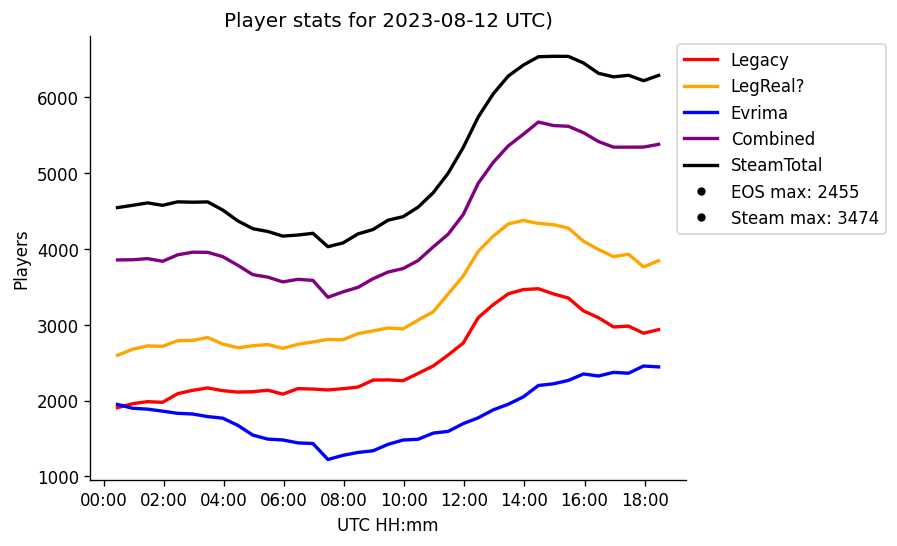 Player stats for 2023-08-12 UTC)
Legacy
LegReal?
Evrima
Combined
SteamTotal
EOS max: 2455
Steam max: 3474
Players
6000
5000
4000
3000
2000
1000
00:00 02:00 04:00 06:00 08:00 10:00 12:00 14:00 16:00 18:00
UTC HH:mm